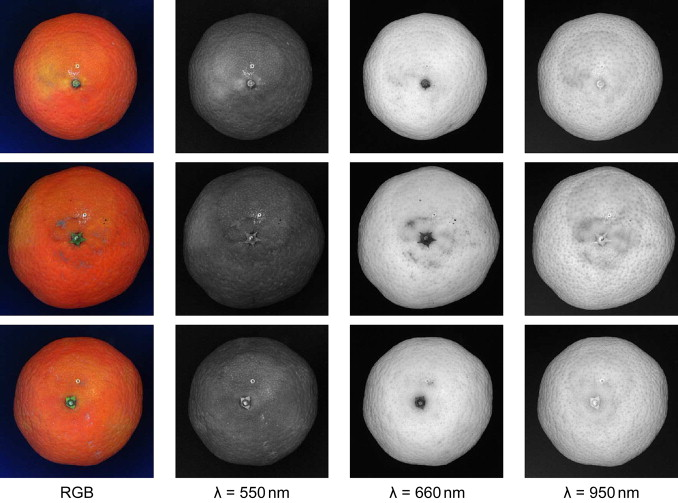 RGB
λ = 550 nm
λ = 660 nm
λ = 950 nm